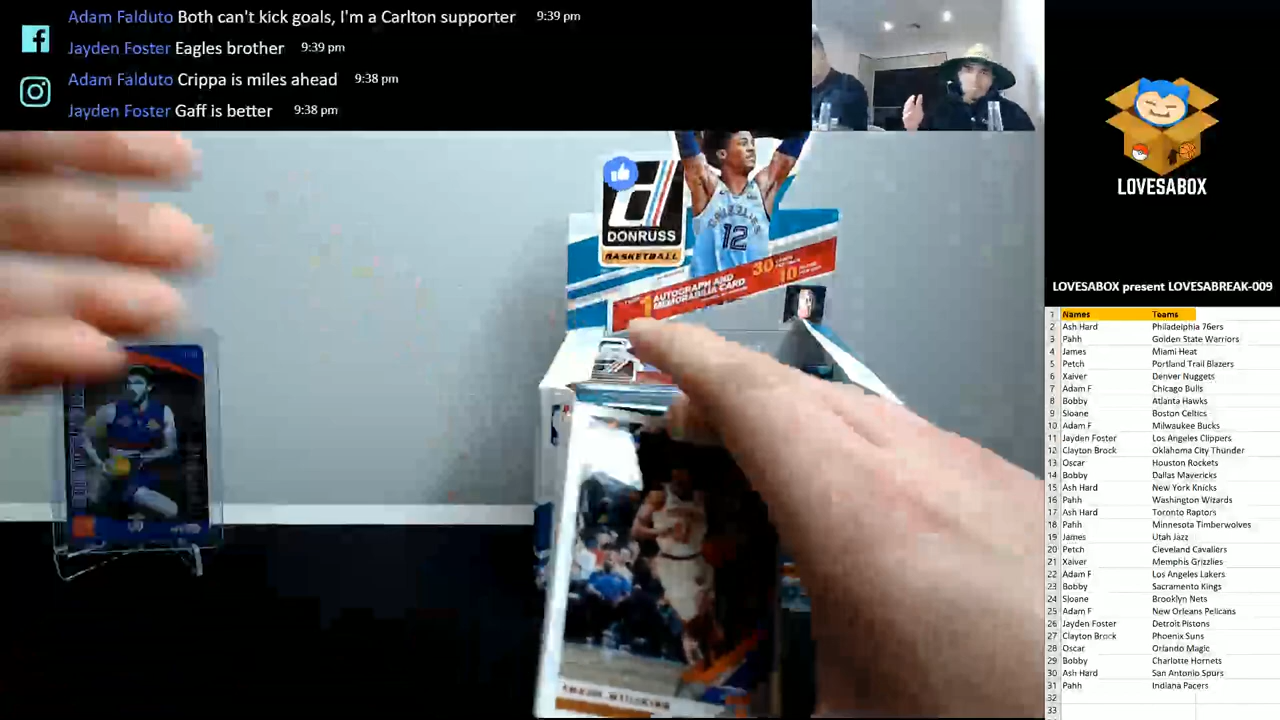 Adam Falduto Both can't kick goals, I'm a Carlton supporter 9:39 pm
Jayden Foster Eagles brother 9:39 pm
Adam Falduto Crippa is miles ahead 9:38 pm
Jayden Foster Gaff is better 9:38 pm
d
DONRUSS
BASKETBALL
GRIZZLIES
12
1 AUTOGRAPH AND
MEMORABILIA CARD
30
10
LOVESABOX
LOVESABOX present LOVESABREAK-009
1 Names Teams
2 Ash Hard Philadelphia 76ers
3 Pahh Golden State Warriors
4 James Miami Heat
5 Petch Portland Trail Blazers
6 Xaiver Denver Nuggets
7 Adam F Chicago Bulls
8 Bobby Atlanta Hawks
9 Sloane Boston Celtics
10 Adam F Milwaukee Bucks
11 Jayden Foster Los Angeles Clippers
12 Clayton Brock Oklahoma City Thunder
13 Oscar Houston Rockets
14 Bobby Dallas Mavericks
15 Ash Hard New York Knicks
16 Pahh Washington Wizards
17 Ash Hard Toronto Raptors
18 Pahh Minnesota Timberwolves
19 James Utah Jazz
20 Petch Cleveland Cavaliers
21 Xaiver Memphis Grizzlies
22 Adam F Los Angeles Lakers
23 Bobby Sacramento Kings
24 Sloane Brooklyn Nets
25 Adam F New Orleans Pelicans
26 Jayden Foster Detroit Pistons
27 Clayton Brock Phoenix Suns
28 Oscar Orlando Magic
29 Bobby Charlotte Hornets
30 Ash Hard San Antonio Spurs
31 Pahh Indiana Pacers
32
33